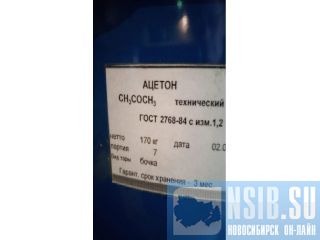 АЦЕТОН
CH₃COCH₃ технический
ГОСТ 2768-84 с изм.1,2
нетто 170 кг дата 02.0
партия 7
вид тары бочка
Гарант. срок хранения - 3 мес
NSIB.SU
НОВОСИБИРСК ОН-ЛАЙН